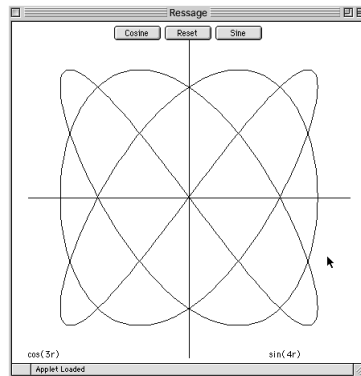 Ressage
Cosine Reset Sine
cos(3r) sin(4r)
Applet Loaded